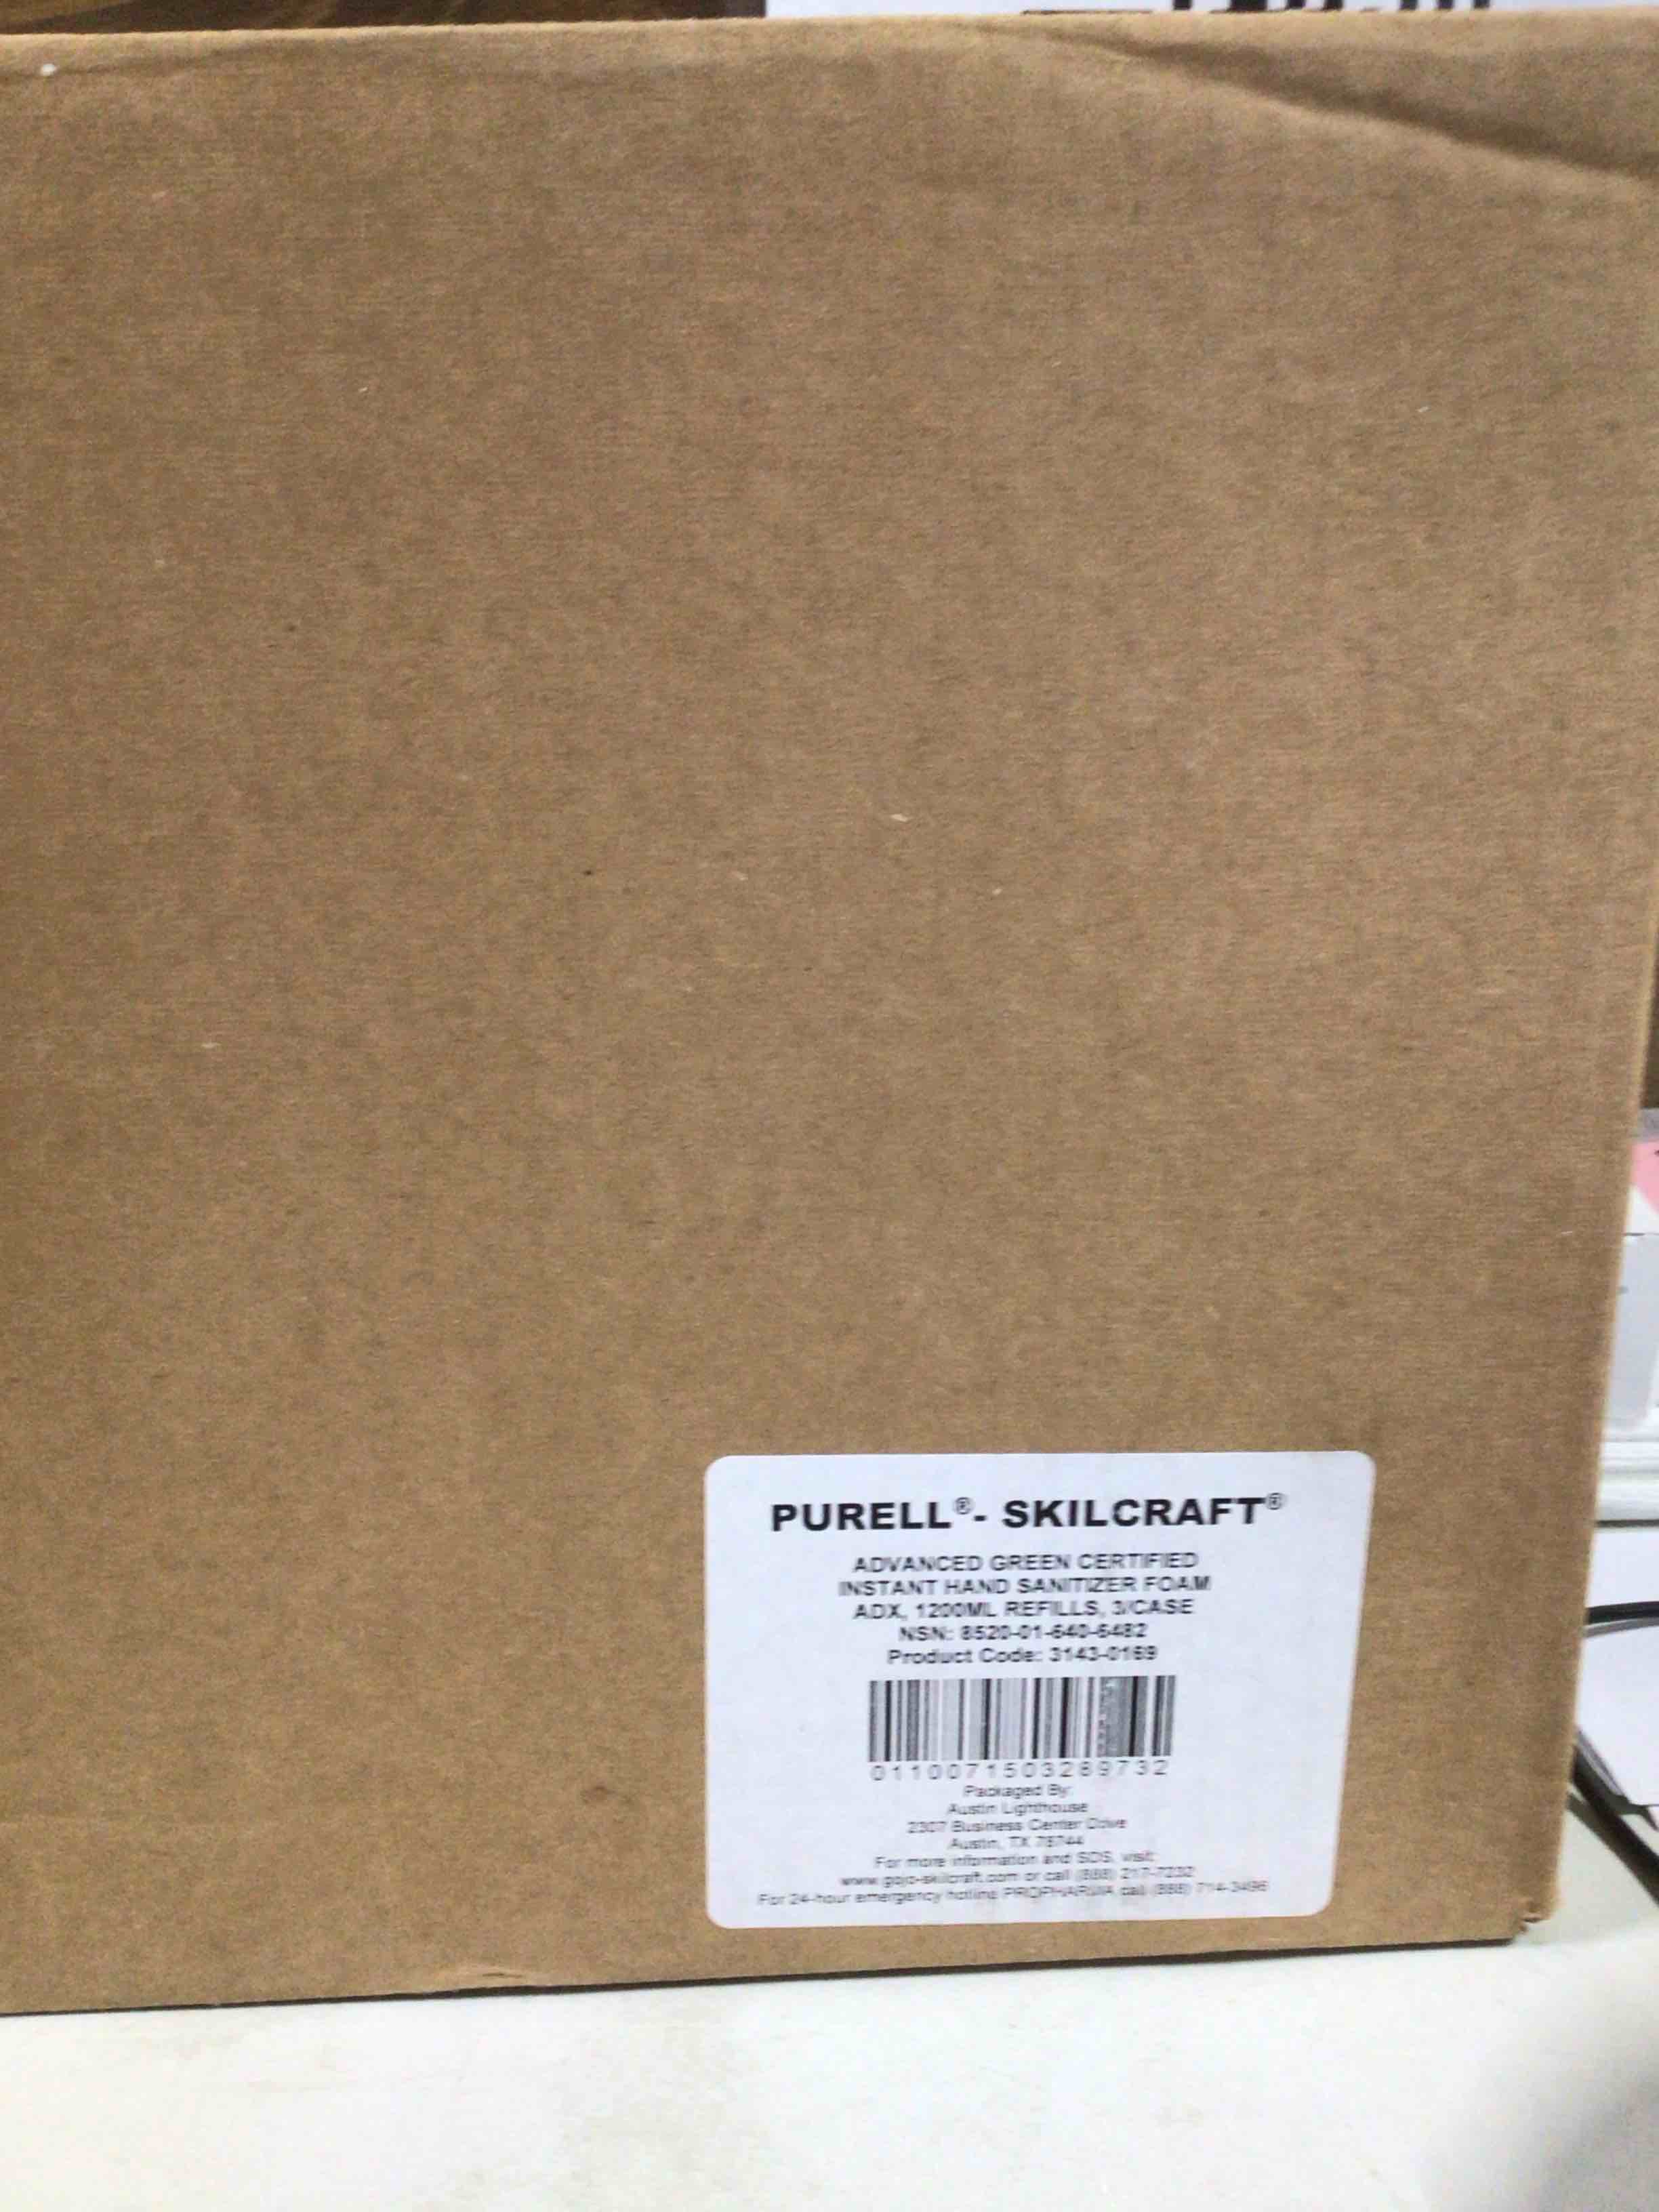 PURELL®- SKILCRAFT®
ADVANCED GREEN CERTIFIED
INSTANT HAND SANITIZER FOAM
ADX, 1200ML REFILLS, 3/CASE
NSN: 8520-01-640-6482
Product Code: 3143-0169
0110071503289732
Packaged By:
Austin Lighthouse
2307 Business Center Drive
Austin, TX 78744
For more information and SDS, visit:
www.gojo-skilcraft.com or call (888) 217-7232
For 24-hour emergency hotline PROPHARMA call (888) 714-3496